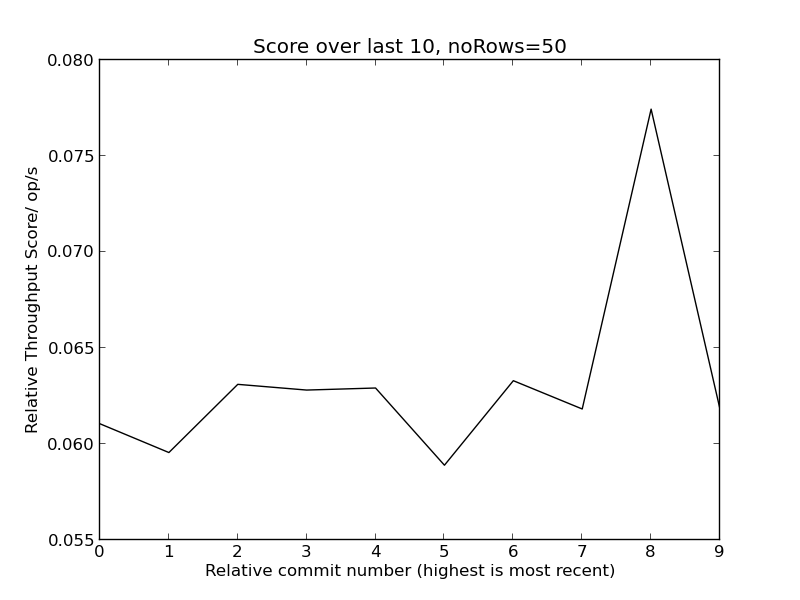 Score over last 10, noRows=50
0.080
0.075
0.070
0.065
0.060
0.055
Relative Throughput Score/ op/s
0 1 2 3 4 5 6 7 8 9
Relative commit number (highest is most recent)